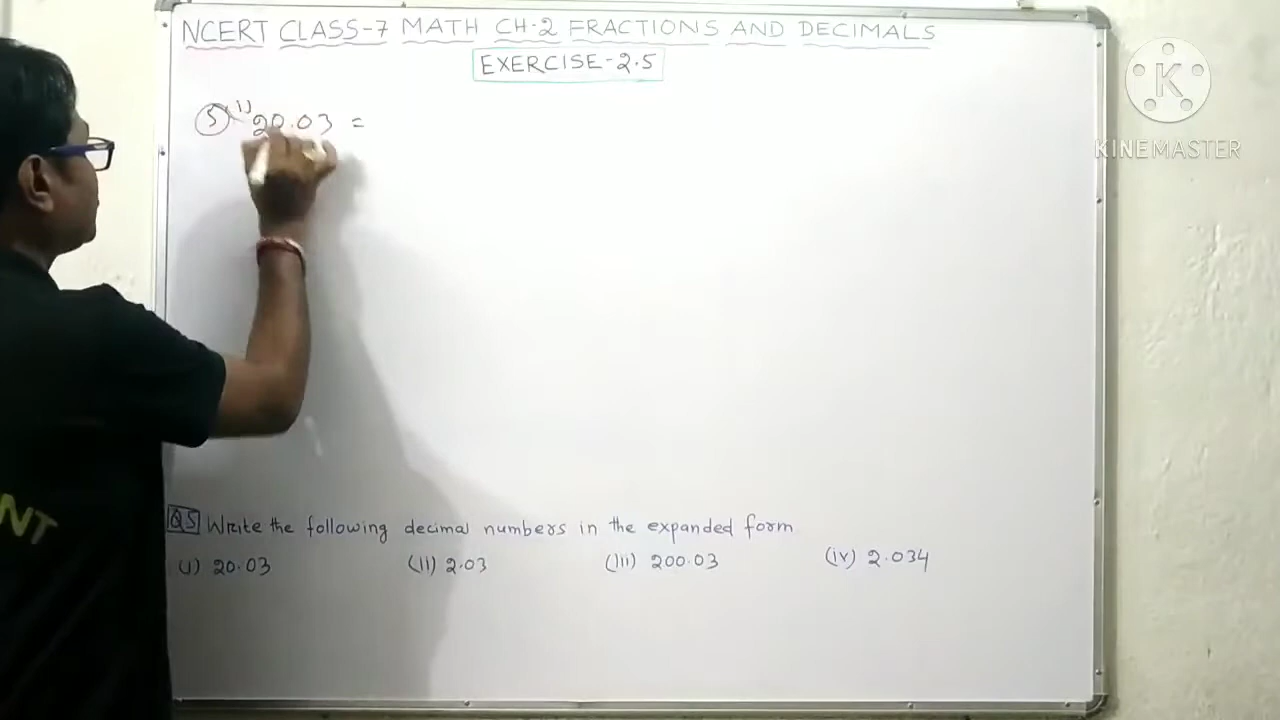 NCERT CLASS-7 MATH CH-2 FRACTIONS AND DECIMALS
EXERCISE-2.5
K
KINEMASTER
5 (i) 20.03 =
NT
Q5 Write the following decimal numbers in the expanded form
(i) 20.03 (ii) 2.03 (iii) 200.03 (iv) 2.034